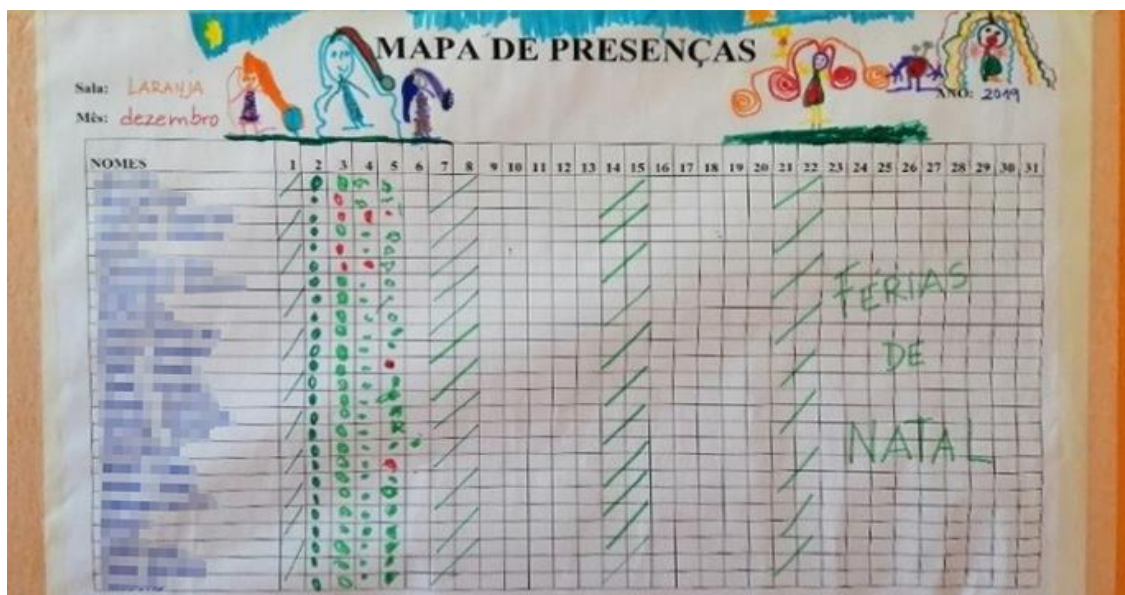 MAPA DE PRESENÇAS
Sala: LARANJA
Mês: dezembro
ANO: 2019
NOMES 1 2 3 4 5 6 7 8 9 10 11 12 13 14 15 16 17 18 19 20 21 22 23 24 25 26 27 28 29 30 31
FÉRIAS
DE
NATAL